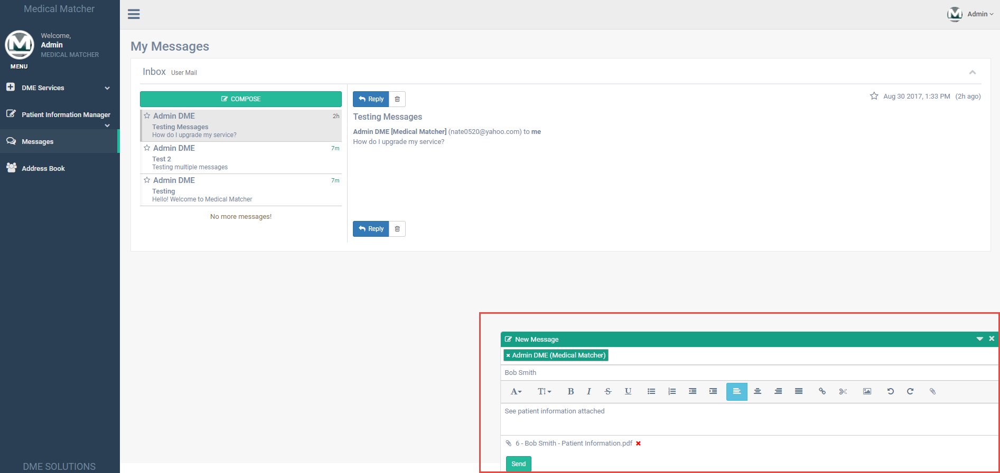 Medical Matcher
Welcome,
Admin
MEDICAL MATCHER
MENU
DME Services
Patient Information Manager
Messages
Address Book
DME SOLUTIONS
Admin
My Messages
Inbox User Mail
COMPOSE
Admin DME 2h
Testing Messages
How do I upgrade my service?
Admin DME 7m
Test 2
Testing multiple messages
Admin DME 7m
Testing
Hello! Welcome to Medical Matcher
No more messages!
Reply
Aug 30 2017, 1:33 PM (2h ago)
Testing Messages
Admin DME [Medical Matcher] (nate0520@yahoo.com) to me
How do I upgrade my service?
Reply
New Message
× Admin DME (Medical Matcher)
Bob Smith
See patient information attached
6 - Bob Smith - Patient Information.pdf
Send